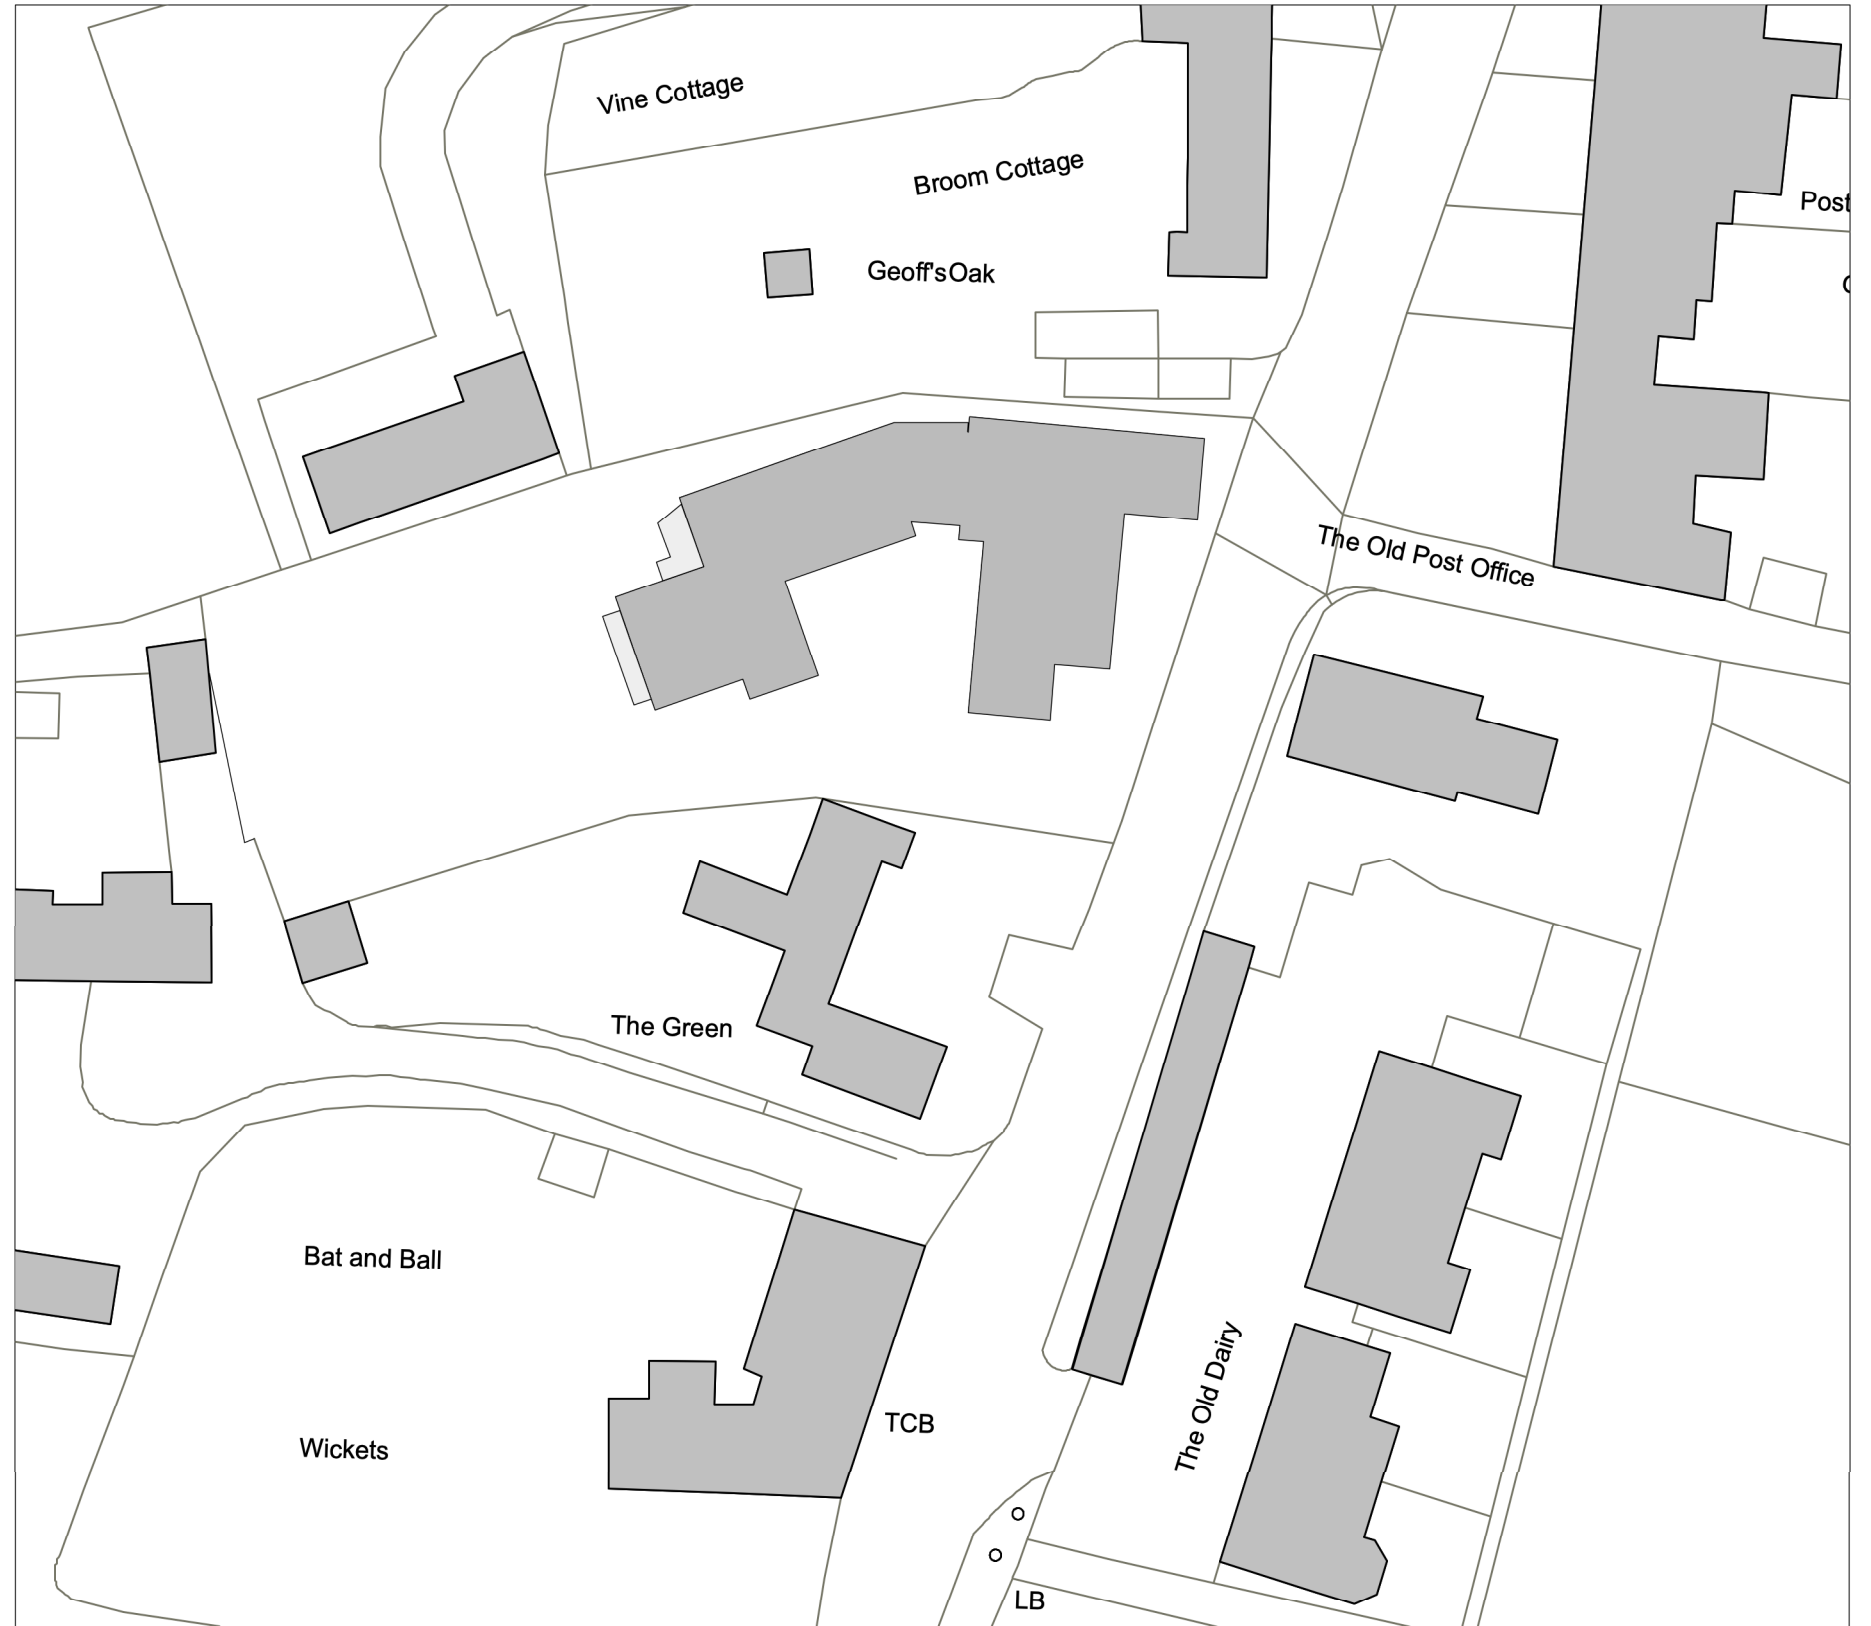 Vine Cottage
Broom Cottage
Post
Geoff'sOak
The Old Post Office
The Green
Bat and Ball
The Old Dairy
TCB
Wickets
LB